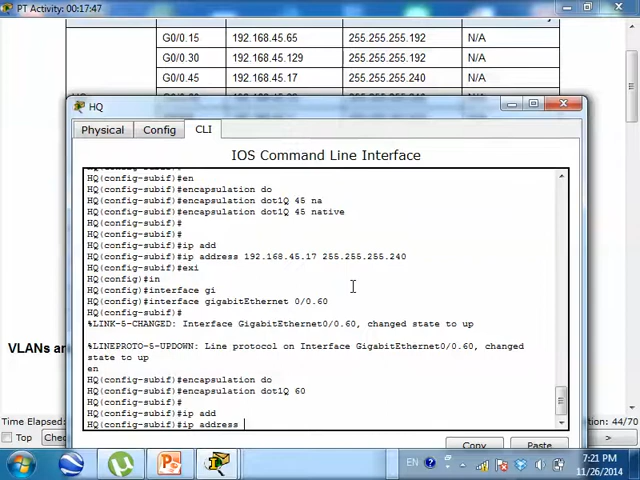 PT Activity: 00:17:47
G0/0.15 192.168.45.65 255.255.255.192 N/A
G0/0.30 192.168.45.129 255.255.255.192 N/A
G0/0.45 192.168.45.17 255.255.255.240 N/A
HQ
Physical Config CLI
IOS Command Line Interface
HQ(config-subif)#en
HQ(config-subif)#encapsulation do
HQ(config-subif)#encapsulation dot1Q 45 na
HQ(config-subif)#encapsulation dot1Q 45 native
HQ(config-subif)#
HQ(config-subif)#
HQ(config-subif)#ip add
HQ(config-subif)#ip address 192.168.45.17 255.255.255.240
HQ(config-subif)#exi
HQ(config)#in
HQ(config)#interface gi
HQ(config)#interface gigabitEthernet 0/0.60
HQ(config-subif)#
%LINK-5-CHANGED: Interface GigabitEthernet0/0.60, changed state to up
%LINEPROTO-5-UPDOWN: Line protocol on Interface GigabitEthernet0/0.60, changed
state to up
en
HQ(config-subif)#encapsulation do
HQ(config-subif)#encapsulation dot1Q 60
HQ(config-subif)#
HQ(config-subif)#ip add
HQ(config-subif)#ip address
Copy Paste
VLANs
Time Elapsed:
44/70
Top
>
EN
7:21 PM
11/26/2014